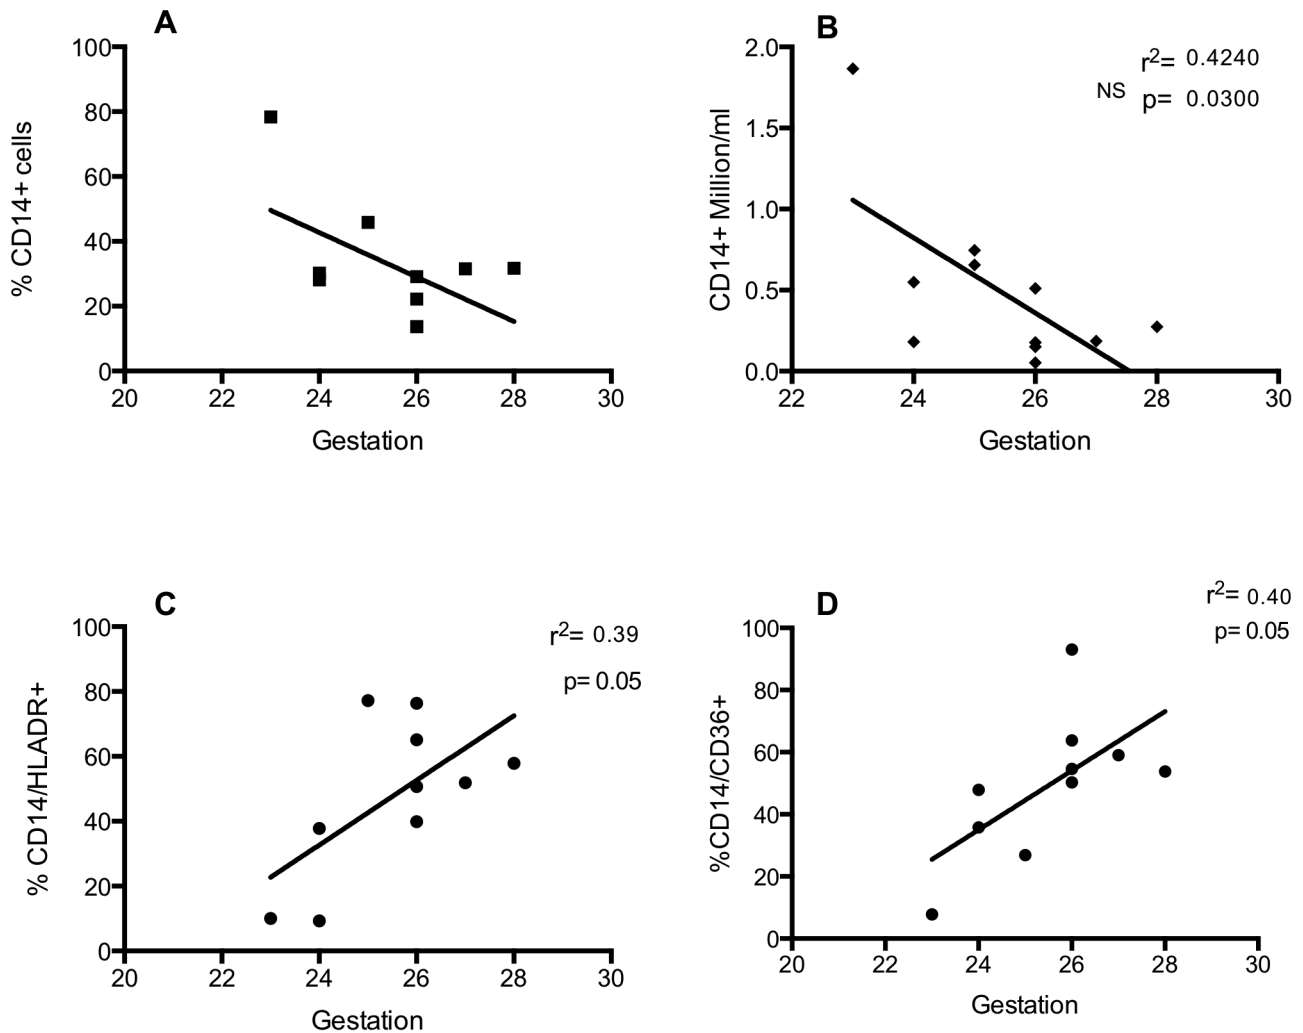 A
100
80
60
40
20
0
% CD14+ cells
20 22 24 26 28 30
Gestation
B
r2= 0.4240
NS p= 0.0300
2.0
1.5
1.0
0.5
0.0
CD14+ Million/ml
22 24 26 28 30
Gestation
C
r2= 0.39
p= 0.05
100
80
60
40
20
0
% CD14/HLADR+
20 22 24 26 28 30
Gestation
D
r2= 0.40
p= 0.05
100
80
60
40
20
0
%CD14/CD36+
20 22 24 26 28 30
Gestation